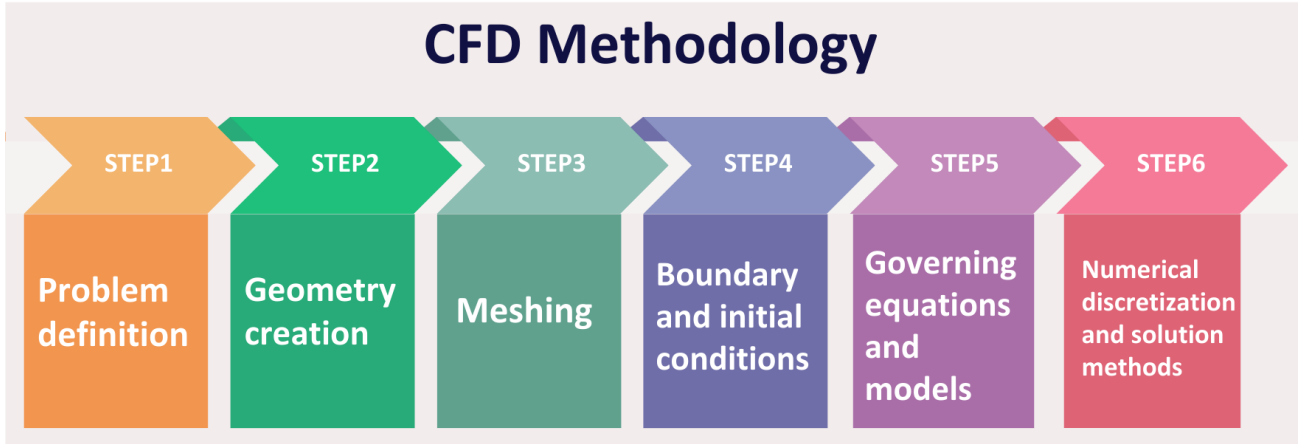 CFD Methodology
STEP1
STEP2
STEP3
STEP4
STEP5
STEP6
Problem
definition
Geometry
creation
Meshing
Boundary
and initial
conditions
Governing
equations
and
models
Numerical
discretization
and solution
methods